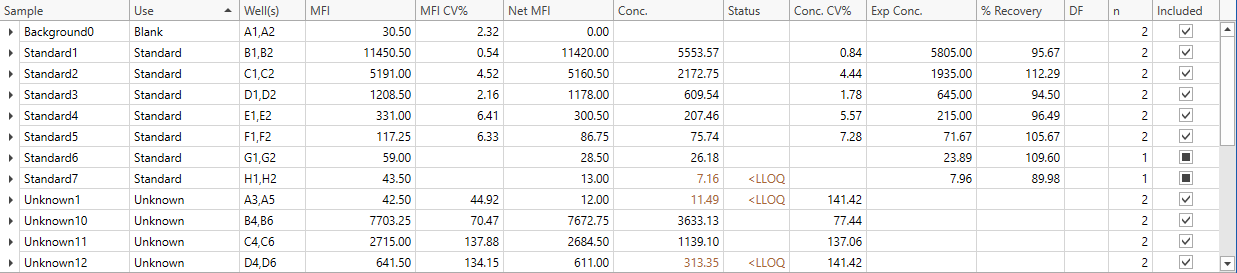 Sample Use Well(s) MFI MFI CV% Net MFI Conc. Status Conc. CV% Exp Conc. % Recovery DF n Included
Background0 Blank A1,A2 30.50 2.32 0.00 2
Standard1 Standard B1,B2 11450.50 0.54 11420.00 5553.57 0.84 5805.00 95.67 2
Standard2 Standard C1,C2 5191.00 4.52 5160.50 2172.75 4.44 1935.00 112.29 2
Standard3 Standard D1,D2 1208.50 2.16 1178.00 609.54 1.78 645.00 94.50 2
Standard4 Standard E1,E2 331.00 6.41 300.50 207.46 5.57 215.00 96.49 2
Standard5 Standard F1,F2 117.25 6.33 86.75 75.74 7.28 71.67 105.67 2
Standard6 Standard G1,G2 59.00 28.50 26.18 23.89 109.60 1
Standard7 Standard H1,H2 43.50 13.00 7.16 <LLOQ 7.96 89.98 1
Unknown1 Unknown A3,A5 42.50 44.92 12.00 11.49 <LLOQ 141.42 2
Unknown10 Unknown B4,B6 7703.25 70.47 7672.75 3633.13 77.44 2
Unknown11 Unknown C4,C6 2715.00 137.88 2684.50 1139.10 137.06 2
Unknown12 Unknown D4,D6 641.50 134.15 611.00 313.35 <LLOQ 141.42 2